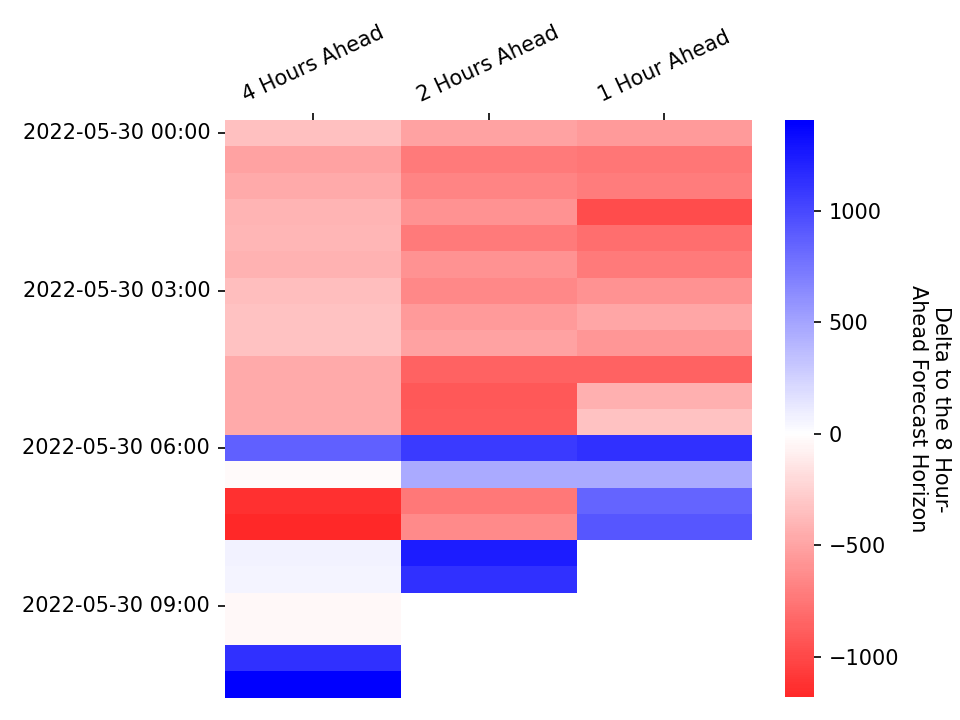 4 Hours Ahead
2 Hours Ahead
1 Hour Ahead
2022-05-30 00:00
2022-05-30 03:00
2022-05-30 06:00
2022-05-30 09:00
1000
500
0
−500
−1000
Delta to the 8 Hour-
Ahead Forecast Horizon